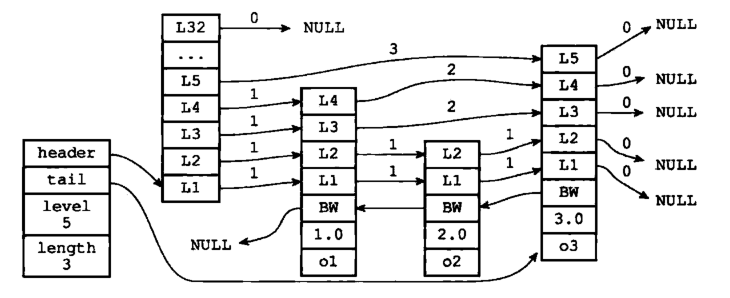 header
tail
level
5
length
3
L32
...
L5
L4
L3
L2
L1
0
NULL
3
1
1
1
1
L4
L3
L2
L1
BW
1.0
o1
NULL
2
2
1
1
L2
L1
BW
2.0
o2
1
1
L5
L4
L3
L2
L1
BW
3.0
o3
0
NULL
0
NULL
0
NULL
0
NULL
0
NULL